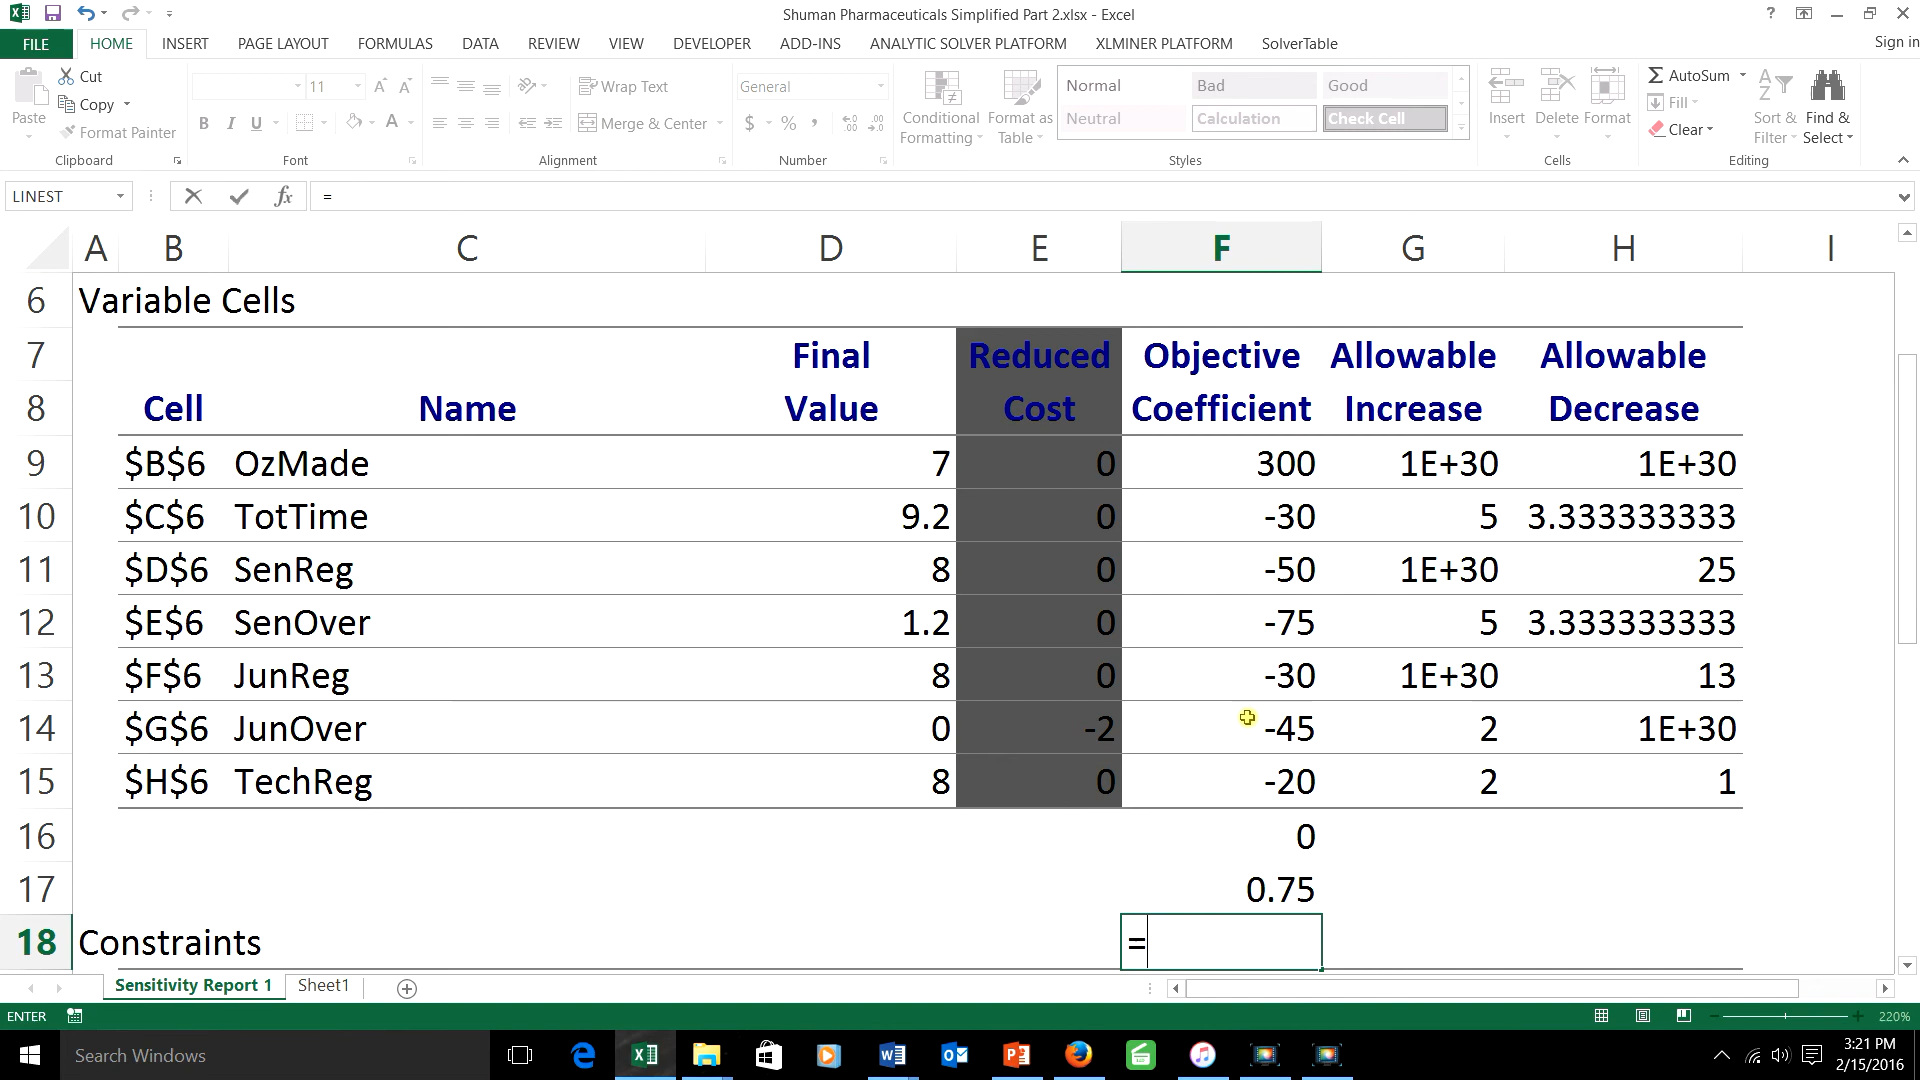 Shuman Pharmaceuticals Simplified Part 2.xlsx - Excel
?
FILE HOME INSERT PAGE LAYOUT FORMULAS DATA REVIEW VIEW DEVELOPER ADD-INS ANALYTIC SOLVER PLATFORM XLMINER PLATFORM SolverTable Sign in
Paste Cut 11 Wrap Text General Conditional Formatting Format as Table Normal Bad Good Insert Delete Format AutoSum Sort & Filter Find & Select
Copy Fill
Format Painter B I U Merge & Center $ % , Neutral Calculation Check Cell Clear
Clipboard Font Alignment Number Styles Cells Editing
LINEST fx =
A B C D E F G H I
6 Variable Cells
7 Final Reduced Objective Allowable Allowable
8 Cell Name Value Cost Coefficient Increase Decrease
9 $B$6 OzMade 7 0 300 1E+30 1E+30
10 $C$6 TotTime 9.2 0 -30 5 3.333333333
11 $D$6 SenReg 8 0 -50 1E+30 25
12 $E$6 SenOver 1.2 0 -75 5 3.333333333
13 $F$6 JunReg 8 0 -30 1E+30 13
14 $G$6 JunOver 0 -2 -45 2 1E+30
15 $H$6 TechReg 8 0 -20 2 1
16 0
17 0.75
18 Constraints =
Sensitivity Report 1 Sheet1
ENTER 220%
Search Windows 3:21 PM
2/15/2016